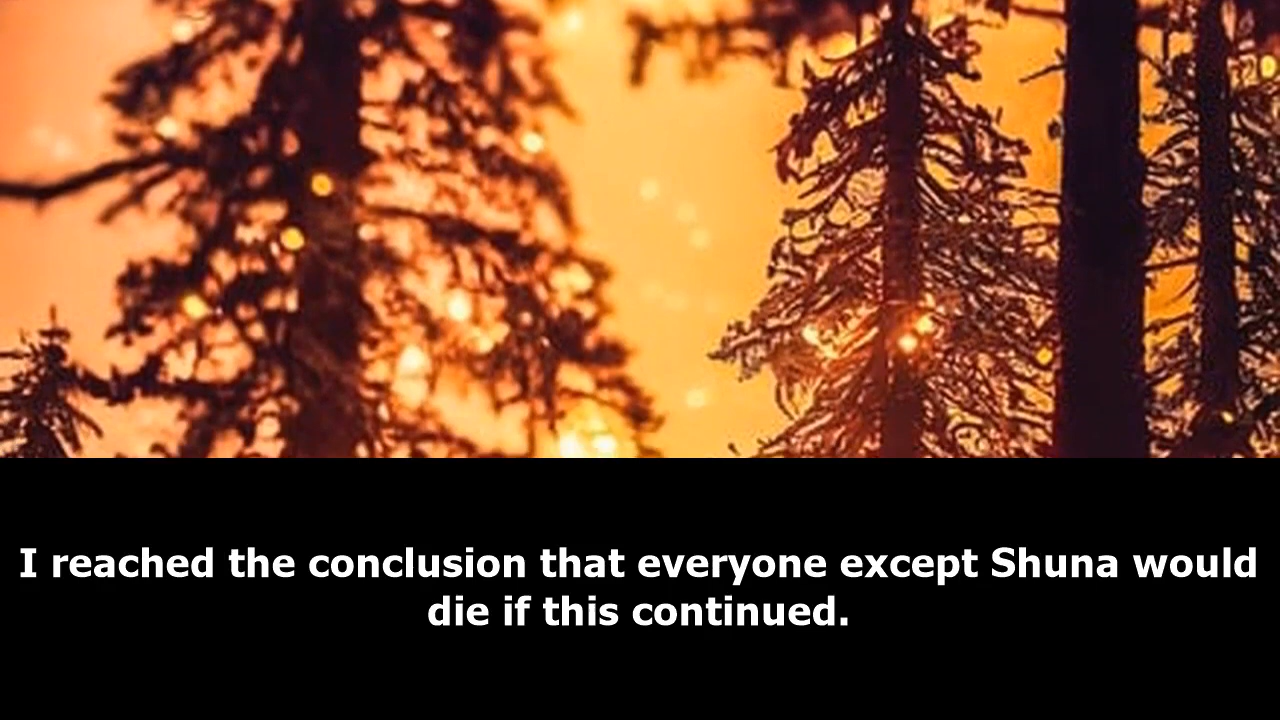 I reached the conclusion that everyone except Shuna would
die if this continued.